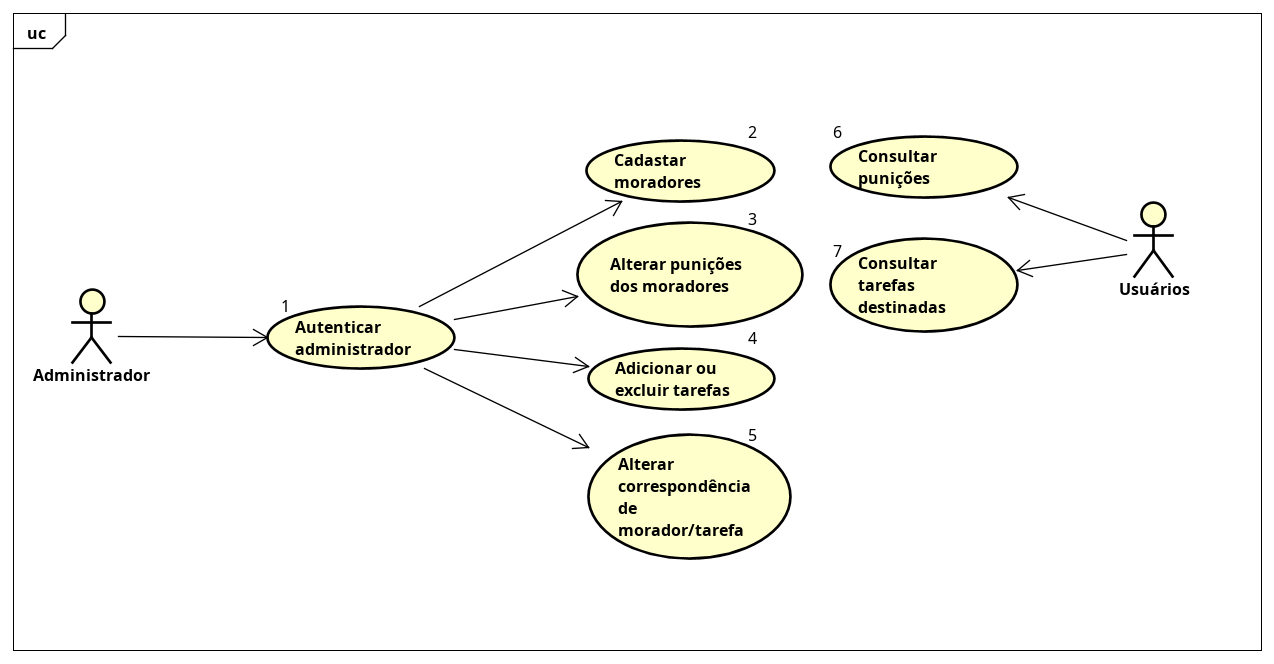 uc
1
Autenticar
administrador
Administrador
2
Cadastar
moradores
3
Alterar punições
dos moradores
4
Adicionar ou
excluir tarefas
5
Alterar
correspondência
de
morador/tarefa
6
Consultar
punições
7
Consultar
tarefas
destinadas
Usuários